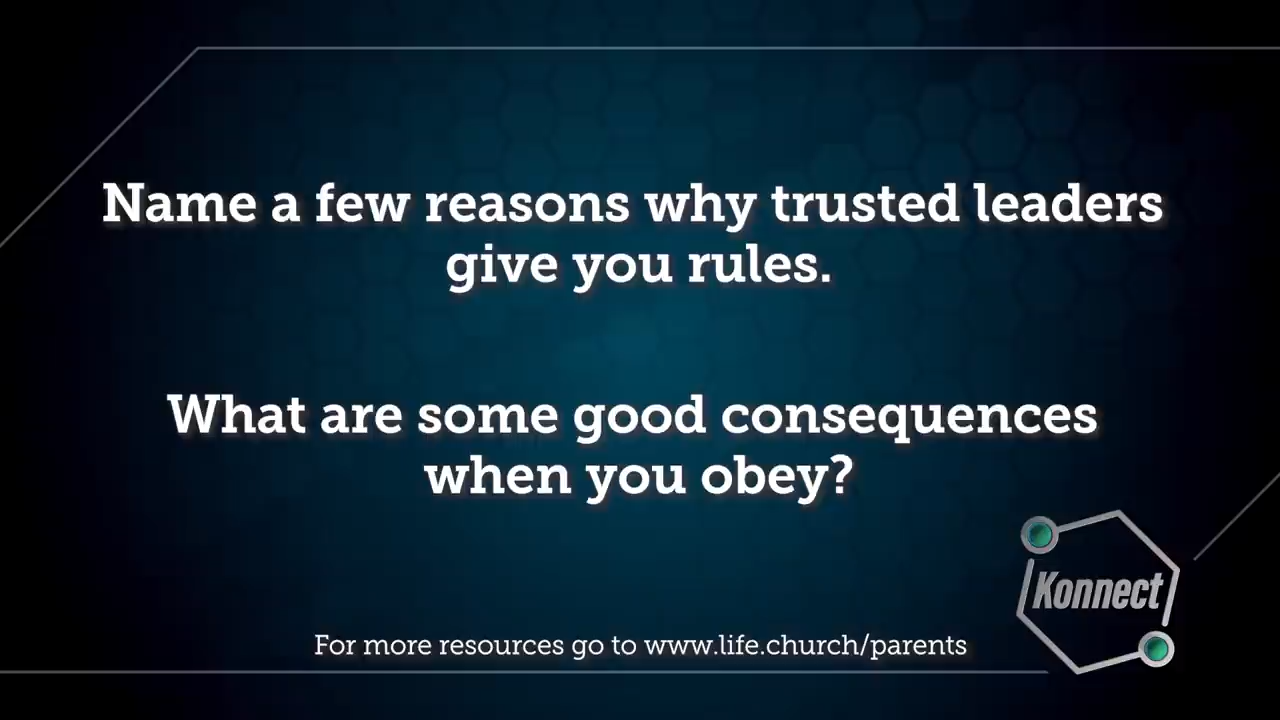 Name a few reasons why trusted leaders
give you rules.
What are some good consequences
when you obey?
Konnect
For more resources go to www.life.church/parents